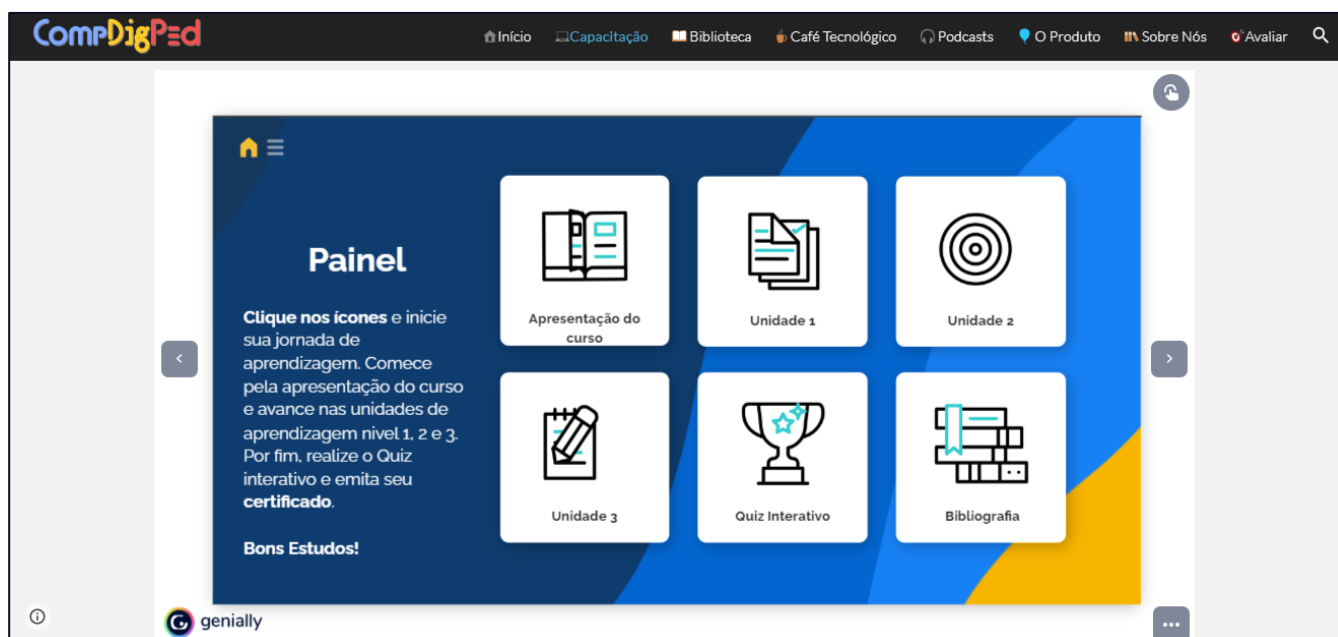 CompDigPed
Início Capacitação Biblioteca Café Tecnológico Podcasts O Produto Sobre Nós Avaliar
Painel
Clique nos ícones e inicie
sua jornada de
aprendizagem. Comece
pela apresentação do curso
e avance nas unidades de
aprendizagem nivel 1, 2 e 3.
Por fim, realize o Quiz
interativo e emita seu
certificado.
Bons Estudos!
Apresentação do
curso
Unidade 1
Unidade 2
Unidade 3
Quiz Interativo
Bibliografia
genially